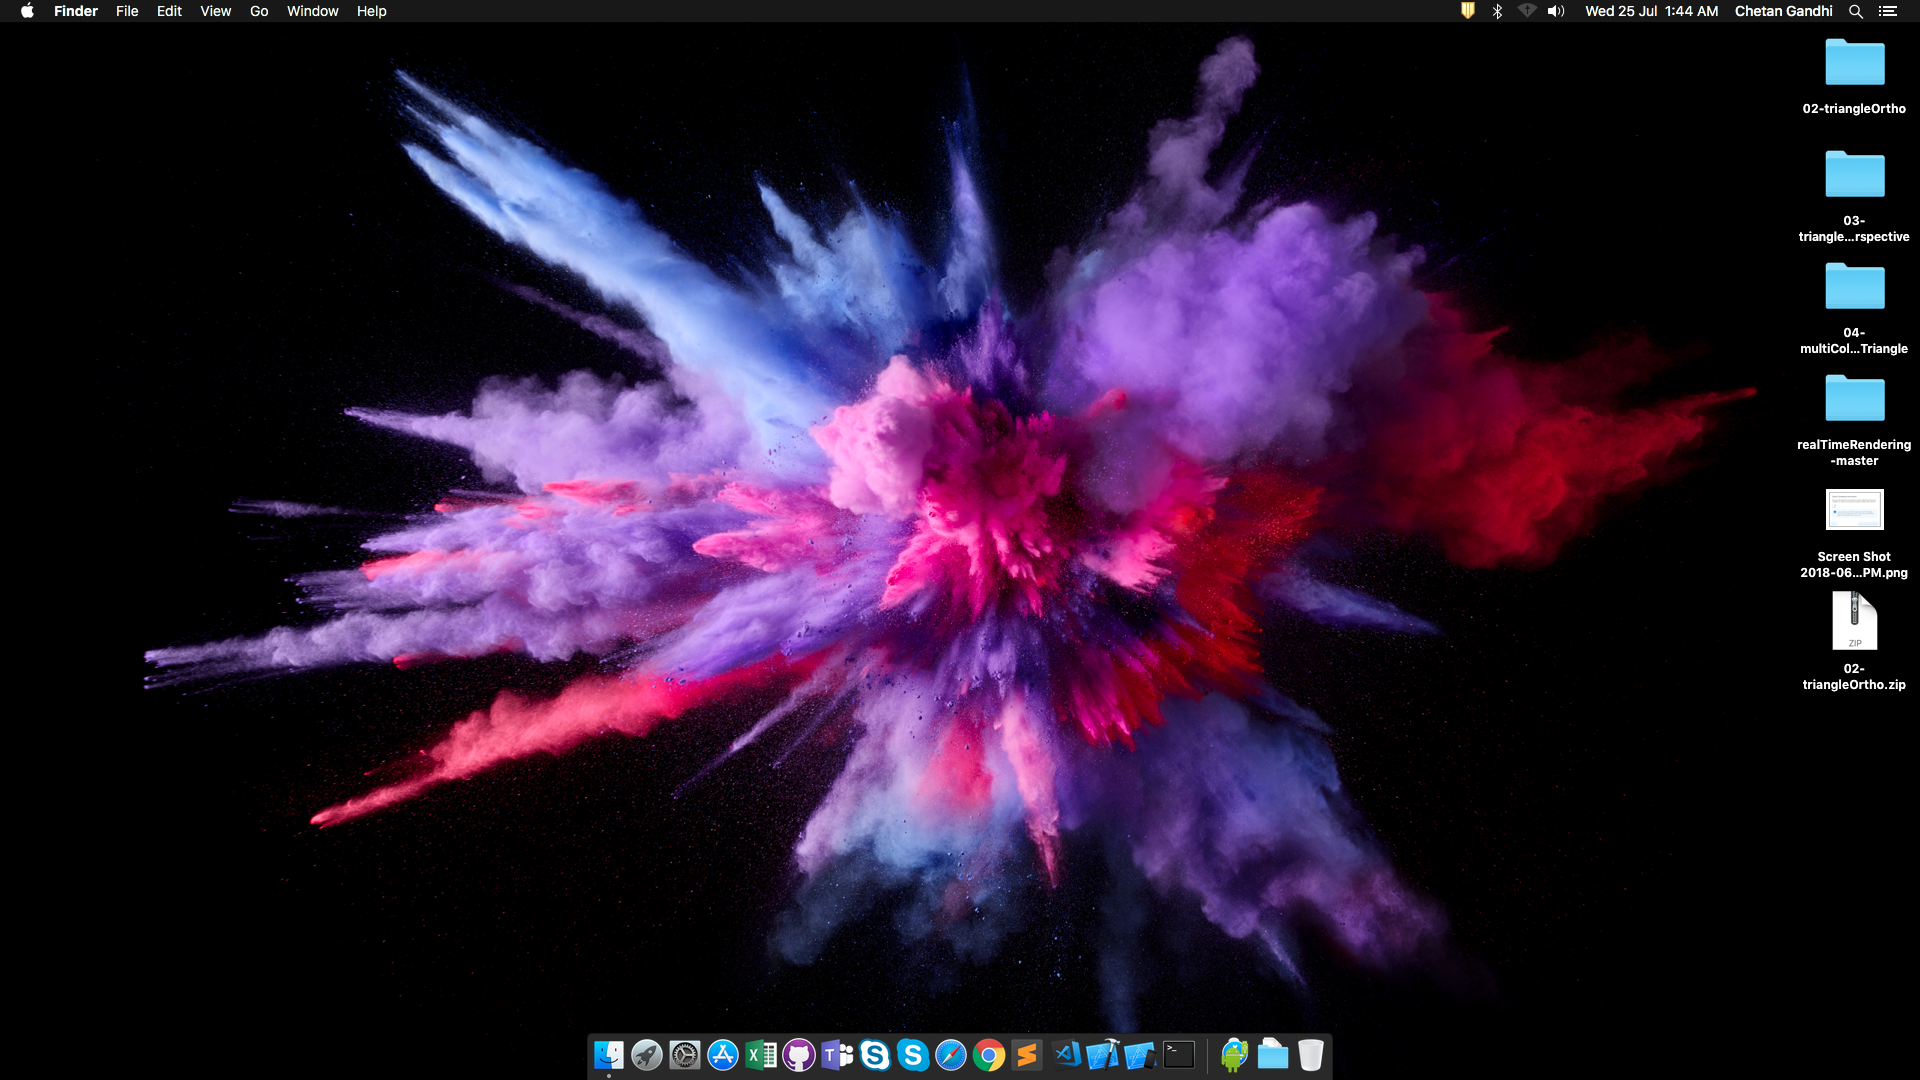 Finder File Edit View Go Window Help Wed 25 Jul 1:44 AM Chetan Gandhi
02-triangleOrtho
03-
triangle...rspective
04-
multiCol...Triangle
realTimeRendering
-master
Screen Shot
2018-06...PM.png
ZIP
02-
triangleOrtho.zip